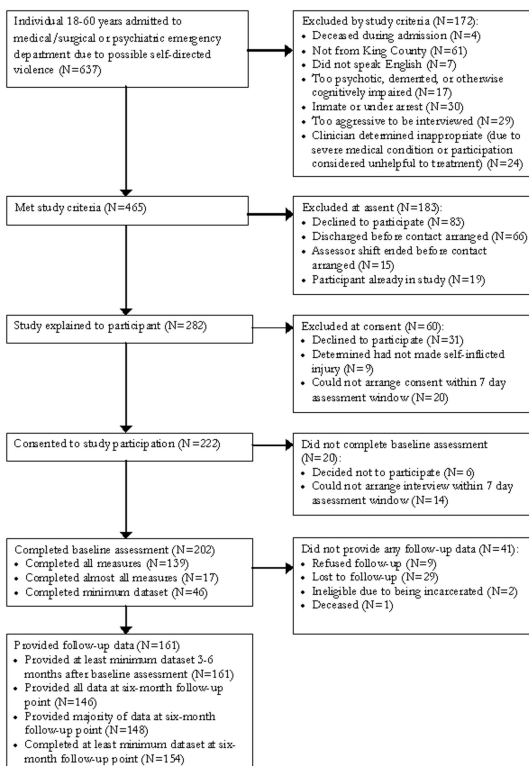 Individual 18-60 years admitted to
medical/surgical or psychiatric emergency
department due to possible self-directed
violence (N=637)
Excluded by study criteria (N=172):
• Deceased during admission (N=4)
• Not from King County (N=61)
• Did not speak English (N=7)
• Too psychotic, demented, or otherwise
cognitively impaired (N=17)
• Inmate or under arrest (N=30)
• Too aggressive to be interviewed (N=29)
• Clinician determined inappropriate (due to
severe medical condition or participation
considered unhelpful to treatment) (N=24)
Met study criteria (N=465)
Excluded at assent (N=183):
• Declined to participate (N=83)
• Discharged before contact arranged (N=66)
• Assessor shift ended before contact
arranged (N=15)
• Participant already in study (N=19)
Study explained to participant (N=282)
Excluded at consent (N=60):
• Declined to participate (N=31)
• Determined had not made self-inflicted
injury (N=9)
• Could not arrange consent within 7 day
assessment window (N=20)
Consented to study participation (N=222)
Did not complete baseline assessment
(N=20):
• Decided not to participate (N=6)
• Could not arrange interview within 7 day
assessment window (N=14)
Completed baseline assessment (N=202)
• Completed all measures (N=139)
• Completed almost all measures (N=17)
• Completed minimum dataset (N=46)
Did not provide any follow-up data (N=41):
• Refused follow-up (N=9)
• Lost to follow-up (N=29)
• Ineligible due to being incarcerated (N=2)
• Deceased (N=1)
Provided follow-up data (N=161)
• Provided at least minimum dataset 3-6
months after baseline assessment (N=161)
• Provided all data at six-month follow-up
point (N=146)
• Provided majority of data at six-month
follow-up point (N=148)
• Completed at least minimum dataset at six-
month follow-up point (N=154)